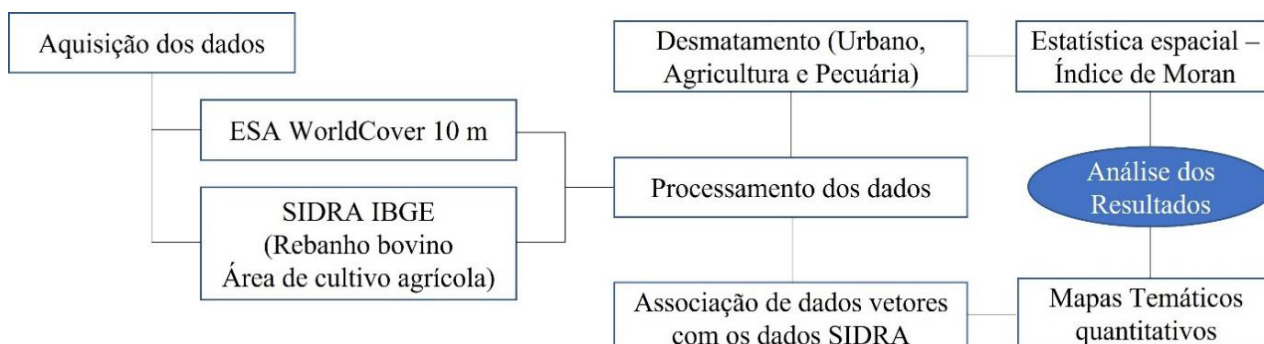 Aquisição dos dados
ESA WorldCover 10 m
SIDRA IBGE
(Rebanho bovino
Área de cultivo agrícola)
Desmatamento (Urbano,
Agricultura e Pecuária)
Processamento dos dados
Associação de dados vetores
com os dados SIDRA
Estatística espacial –
Índice de Moran
Análise dos
Resultados
Mapas Temáticos
quantitativos